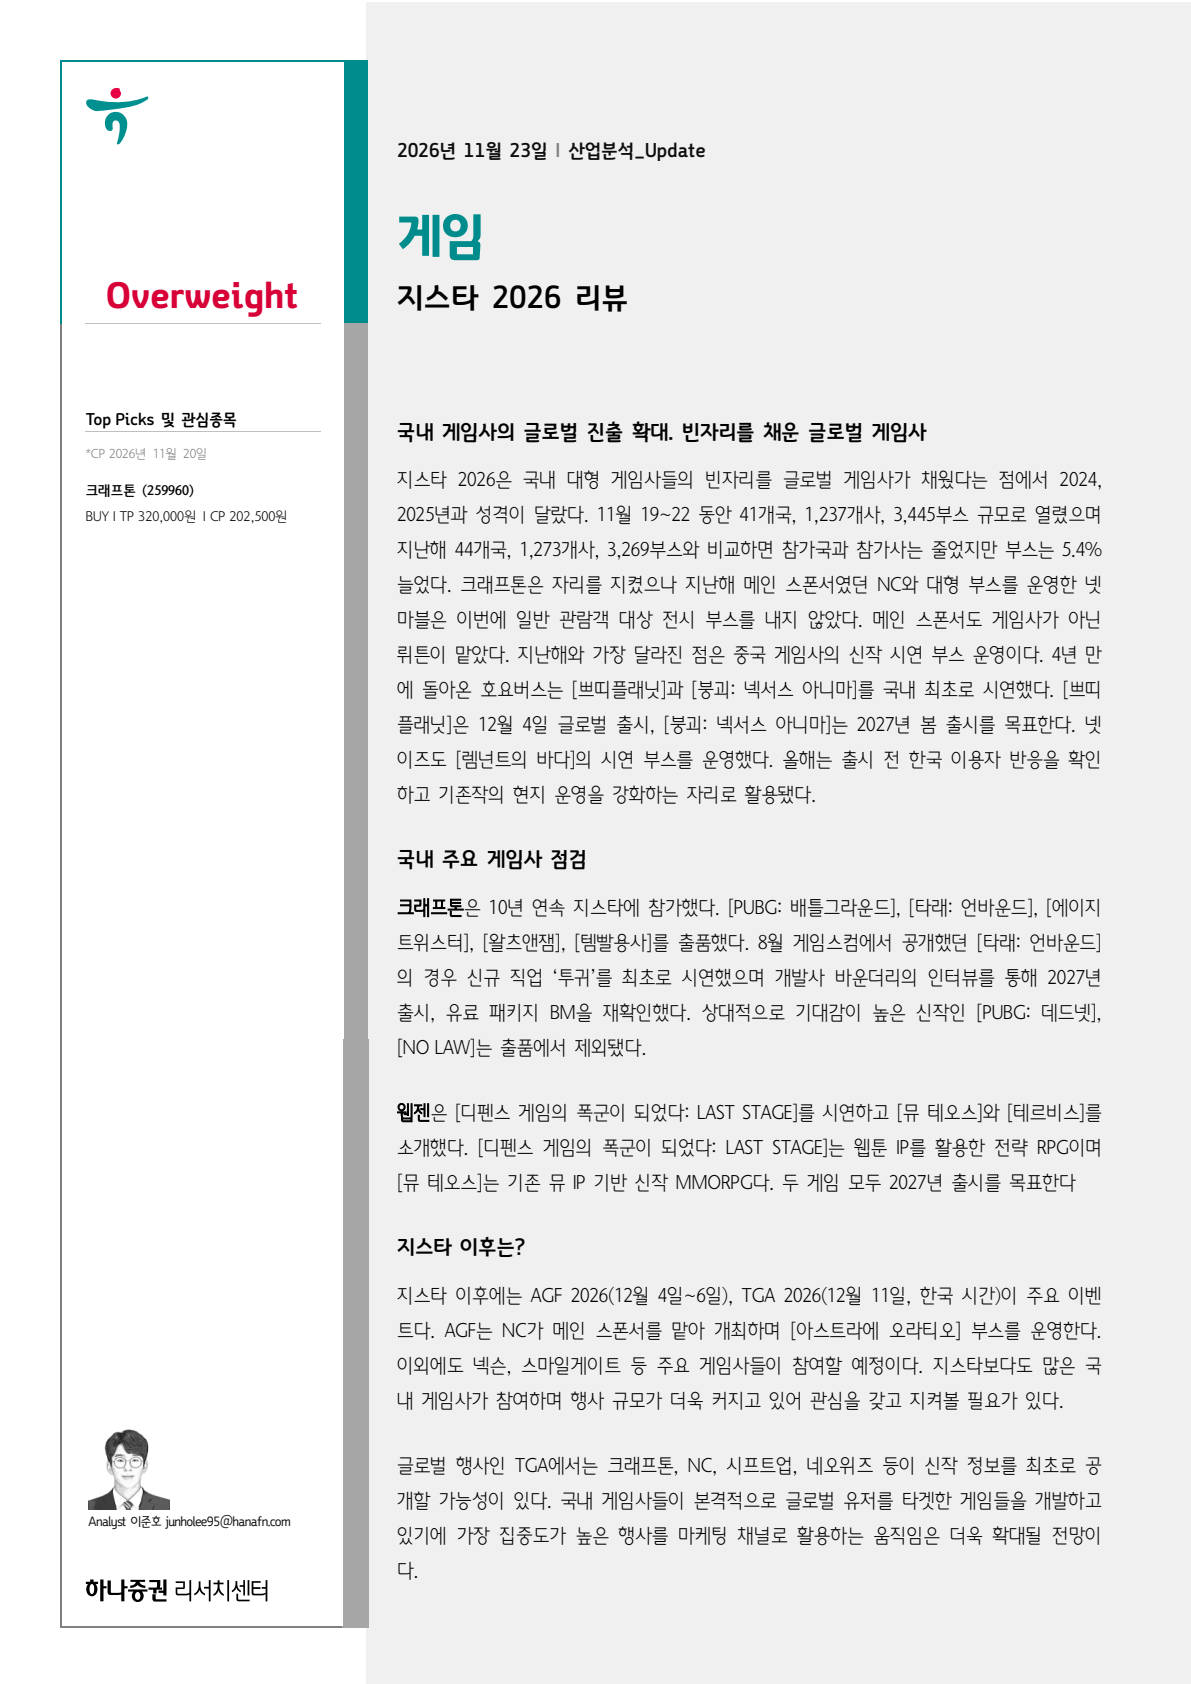 2026년 11월 23일 | 산업분석_Update
게임
지스타 2026 리뷰
Overweight
Top Picks 및 관심종목
*CP 2026년 11월 20일
크래프톤 (259960)
BUY | TP 320,000원 | CP 202,500원
국내 게임사의 글로벌 진출 확대. 빈자리를 채운 글로벌 게임사
지스타 2026은 국내 대형 게임사들의 빈자리를 글로벌 게임사가 채웠다는 점에서 2024,
2025년과 성격이 달랐다. 11월 19~22 동안 41개국, 1,237개사, 3,445부스 규모로 열렸으며
지난해 44개국, 1,273개사, 3,269부스와 비교하면 참가국과 참가사는 줄었지만 부스는 5.4%
늘었다. 크래프톤은 자리를 지켰으나 지난해 메인 스폰서였던 NC와 대형 부스를 운영한 넷
마블은 이번에 일반 관람객 대상 전시 부스를 내지 않았다. 메인 스폰서도 게임사가 아닌
뤼튼이 맡았다. 지난해와 가장 달라진 점은 중국 게임사의 신작 시연 부스 운영이다. 4년 만
에 돌아온 호요버스는 [쁘띠플래닛]과 [붕괴: 넥서스 아니마]를 국내 최초로 시연했다. [쁘띠
플래닛]은 12월 4일 글로벌 출시, [붕괴: 넥서스 아니마]는 2027년 봄 출시를 목표한다. 넷
이즈도 [렘넌트의 바다]의 시연 부스를 운영했다. 올해는 출시 전 한국 이용자 반응을 확인
하고 기존작의 현지 운영을 강화하는 자리로 활용됐다.
국내 주요 게임사 점검
크래프톤은 10년 연속 지스타에 참가했다. [PUBG: 배틀그라운드], [타래: 언바운드], [에이지
트위스터], [왈츠앤잼], [템빨용사]를 출품했다. 8월 게임스컴에서 공개했던 [타래: 언바운드]
의 경우 신규 직업 ‘투귀’를 최초로 시연했으며 개발사 바운더리의 인터뷰를 통해 2027년
출시, 유료 패키지 BM을 재확인했다. 상대적으로 기대감이 높은 신작인 [PUBG: 데드넷],
[NO LAW]는 출품에서 제외됐다.
웹젠은 [디펜스 게임의 폭군이 되었다: LAST STAGE]를 시연하고 [뮤 테오스]와 [테르비스]를
소개했다. [디펜스 게임의 폭군이 되었다: LAST STAGE]는 웹툰 IP를 활용한 전략 RPG이며
[뮤 테오스]는 기존 뮤 IP 기반 신작 MMORPG다. 두 게임 모두 2027년 출시를 목표한다
지스타 이후는?
지스타 이후에는 AGF 2026(12월 4일~6일), TGA 2026(12월 11일, 한국 시간)이 주요 이벤
트다. AGF는 NC가 메인 스폰서를 맡아 개최하며 [아스트라에 오라티오] 부스를 운영한다.
이외에도 넥슨, 스마일게이트 등 주요 게임사들이 참여할 예정이다. 지스타보다도 많은 국
내 게임사가 참여하며 행사 규모가 더욱 커지고 있어 관심을 갖고 지켜볼 필요가 있다.
글로벌 행사인 TGA에서는 크래프톤, NC, 시프트업, 네오위즈 등이 신작 정보를 최초로 공
개할 가능성이 있다. 국내 게임사들이 본격적으로 글로벌 유저를 타겟한 게임들을 개발하고
있기에 가장 집중도가 높은 행사를 마케팅 채널로 활용하는 움직임은 더욱 확대될 전망이
다.
Analyst 이준호 junholee95@hanafn.com
하나증권 리서치센터